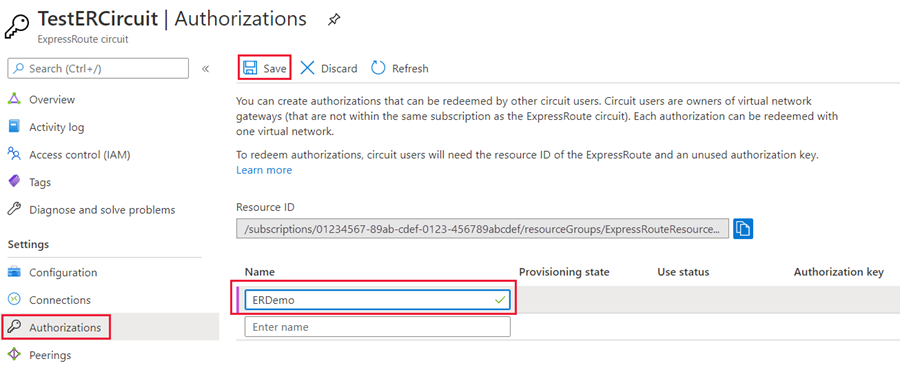 TestERCircuit | Authorizations
ExpressRoute circuit
Search (Ctrl+/)
«
Save
Discard
Refresh
Overview
Activity log
Access control (IAM)
Tags
Diagnose and solve problems
Settings
Configuration
Connections
Authorizations
Peerings
You can create authorizations that can be redeemed by other circuit users. Circuit users are owners of virtual network
gateways (that are not within the same subscription as the ExpressRoute circuit). Each authorization can be redeemed with
one virtual network.
To redeem authorizations, circuit users will need the resource ID of the ExpressRoute and an unused authorization key.
Learn more
Resource ID
/subscriptions/01234567-89ab-cdef-0123-456789abcdef/resourceGroups/ExpressRouteResource...
Name Provisioning state Use status Authorization key
ERDemo
Enter name